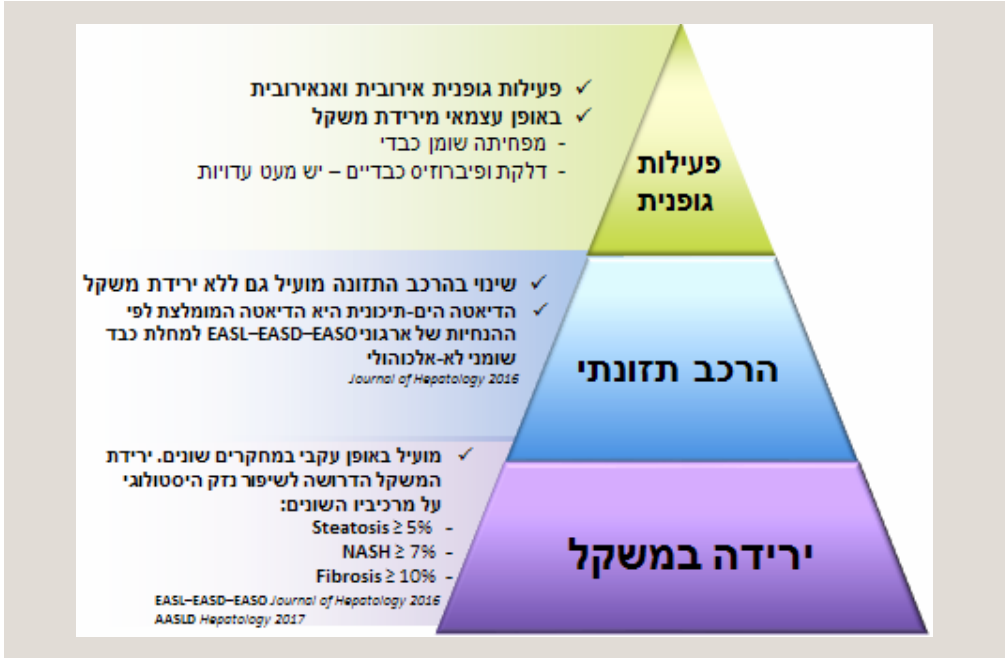 ✓ פעילות גופנית אירובית ואנאירובית
✓ באופן עצמאי מירידת משקל
- מפחיתה שומן כבדי
- דלקת ופיברוזיס כבדיים – יש מעט עדויות
פעילות
גופנית
✓ שינוי בהרכב התזונה מועיל גם ללא ירידת משקל
✓ הדיאטה הים-תיכונית היא הדיאטה המומלצת לפי
ההנחיות של ארגוני EASL–EASD–EASO למחלת כבד
שומני לא-אלכוהולי
Journal of Hepatology 2016
הרכב תזונתי
✓ מועיל באופן עקבי במחקרים שונים. ירידת
המשקל הדרושה לשיפור נזק היסטולוגי
על מרכיביו השונים:
- Steatosis ≥ 5%
- NASH ≥ 7%
- Fibrosis ≥ 10%
EASL–EASD–EASO Journal of Hepatology 2016
AASLD Hepatology 2017
ירידה במשקל